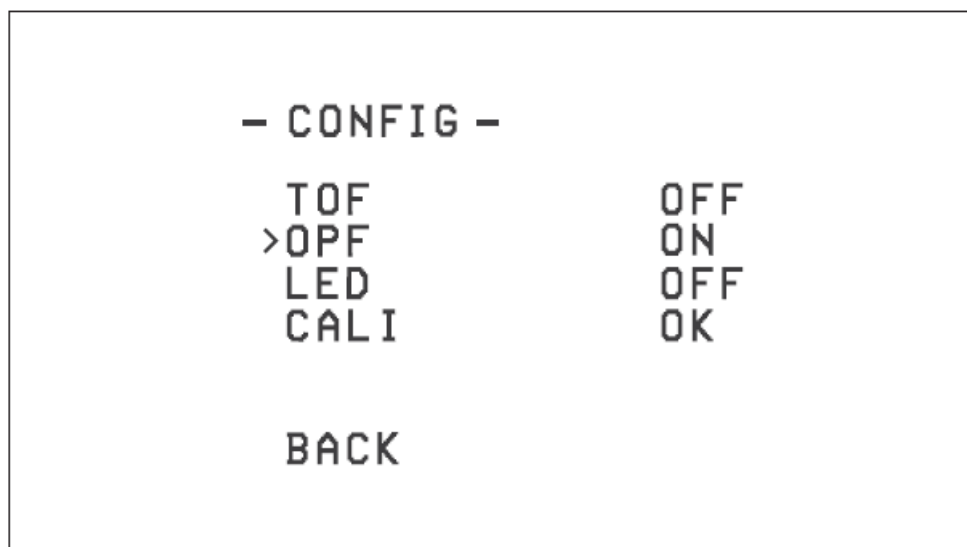 - CONFIG -
TOF OFF
>OPF ON
LED OFF
CALI OK
BACK